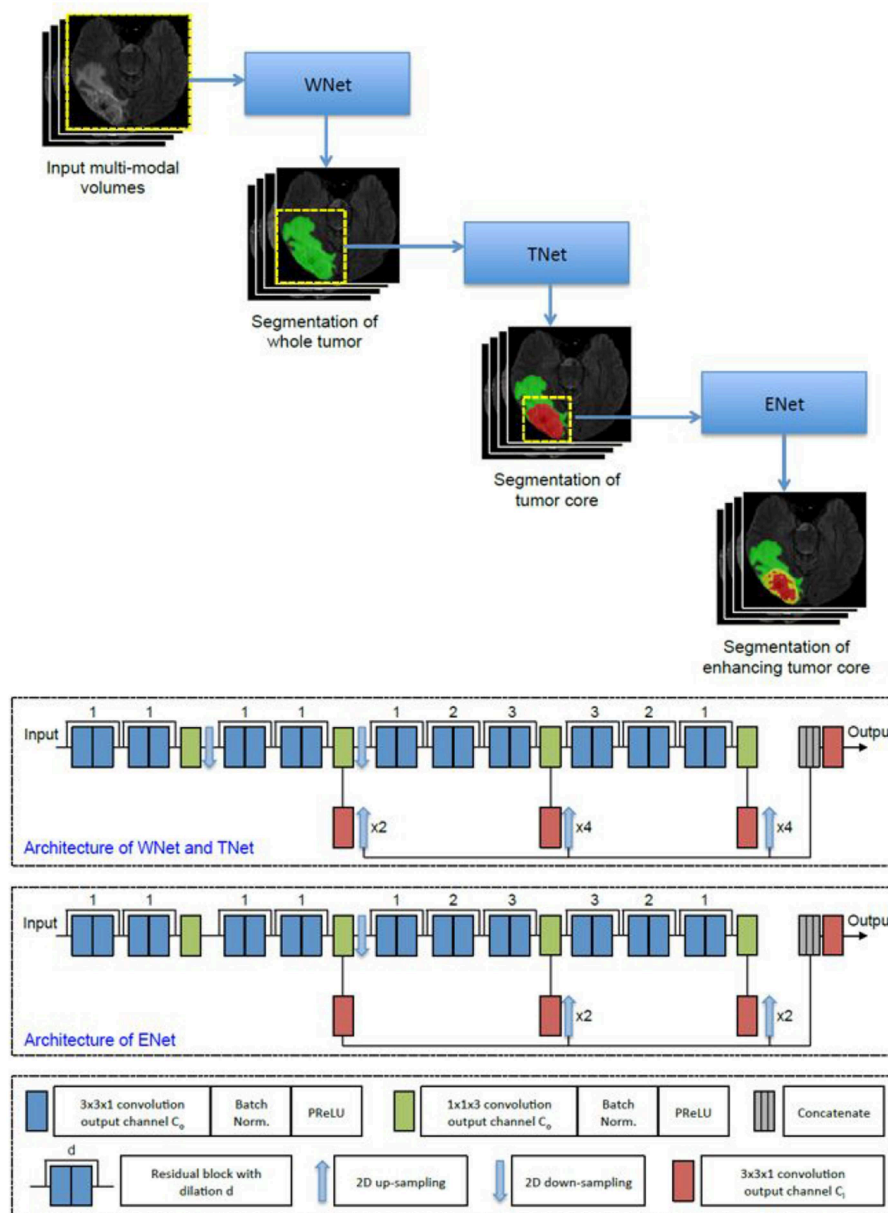 WNet
Input multi-modal
volumes
TNet
Segmentation of
whole tumor
ENet
Segmentation of
tumor core
Segmentation of
enhancing tumor core
1 1 1 1 1 2 3 3 2 1
Input
Output
x2 x4 x4
Architecture of WNet and TNet
1 1 1 1 1 2 3 3 2 1
Input
Output
x2 x2
Architecture of ENet
3x3x1 convolution
output channel Co
Batch
Norm.
PReLU
1x1x3 convolution
output channel Co
Batch
Norm.
PReLU
Concatenate
d
Residual block with
dilation d
2D up-sampling
2D down-sampling
3x3x1 convolution
output channel Cl